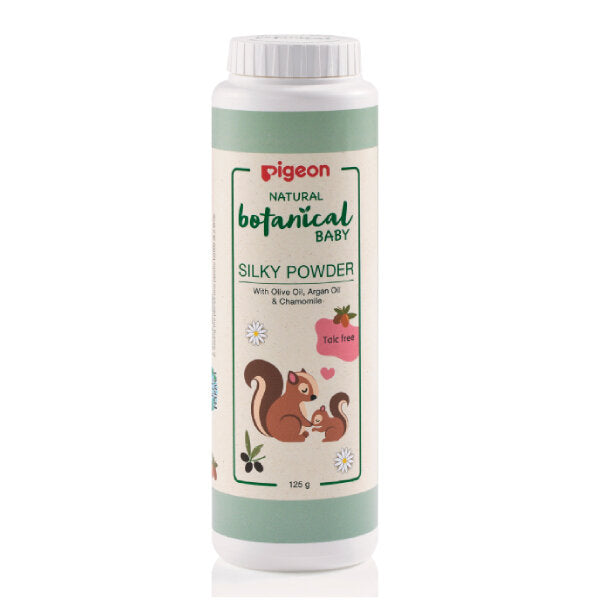 Pigeon
NATURAL
botanical
BABY
SILKY POWDER
With Olive Oil, Argan Oil
& Chamomile
Talc free
125 g